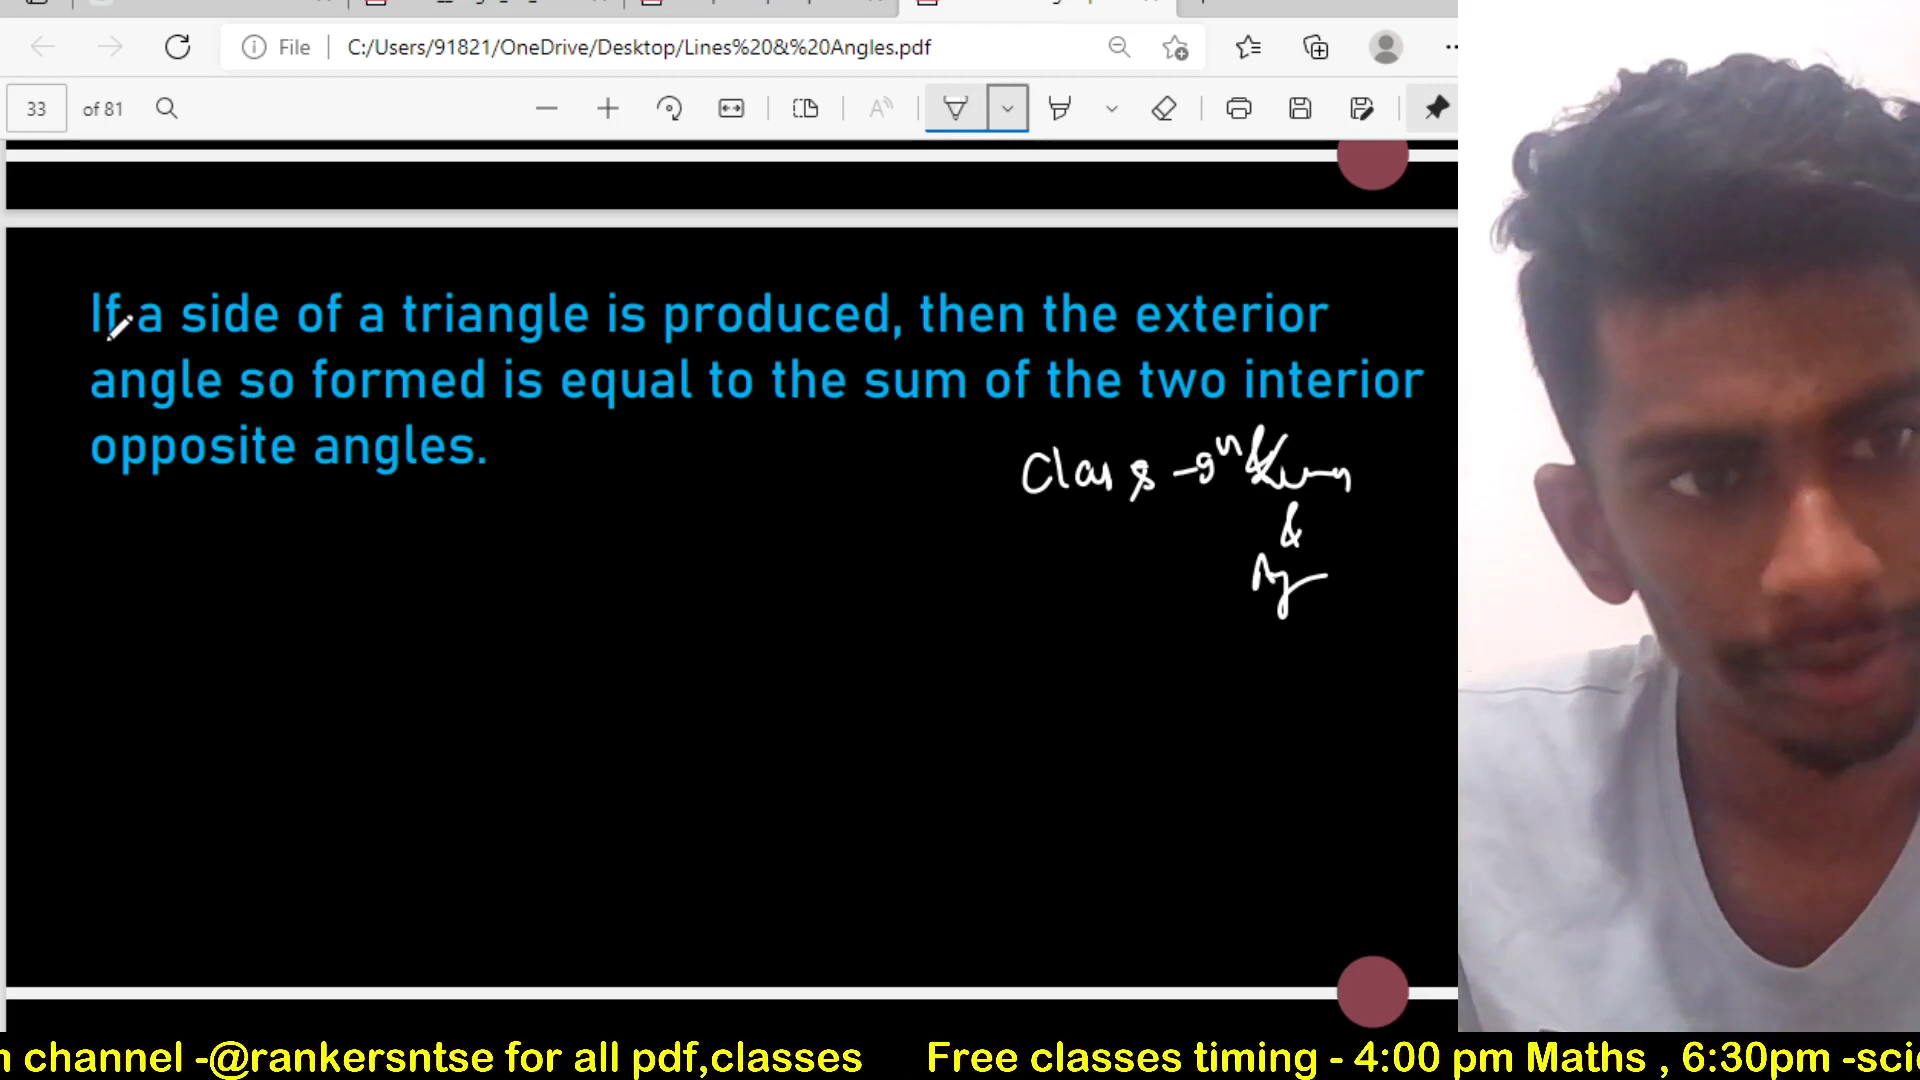 File C:/Users/91821/OneDrive/Desktop/Lines%20&%20Angles.pdf
33 of 81
If a side of a triangle is produced, then the exterior
angle so formed is equal to the sum of the two interior
opposite angles.
Class -9
&
channel -@rankersntse for all pdf,classes Free classes timing - 4:00 pm Maths , 6:30pm -sci